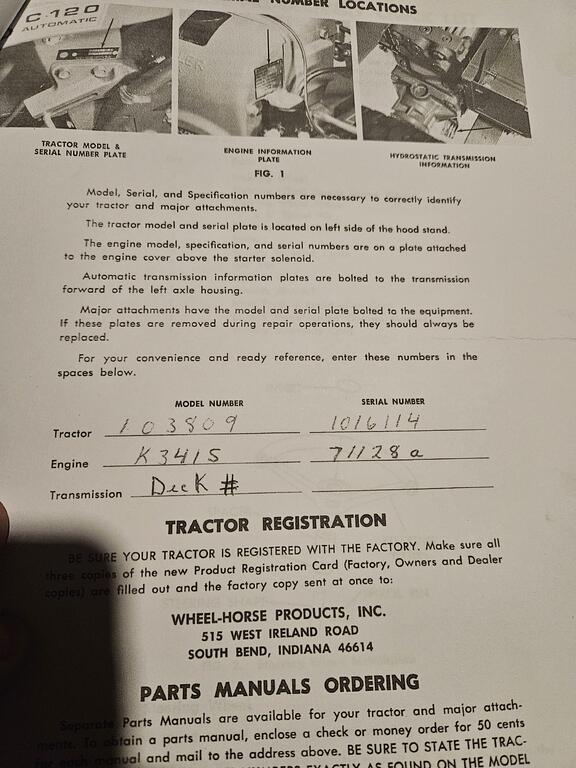 NUMBER LOCATIONS
C-120
AUTOMATIC
TRACTOR MODEL &
SERIAL NUMBER PLATE
ENGINE INFORMATION
PLATE
HYDROSTATIC TRANSMISSION
INFORMATION
FIG. 1
Model, Serial, and Specification numbers are necessary to correctly identify
your tractor and major attachments.
The tractor model and serial plate is located on left side of the hood stand.
The engine model, specification, and serial numbers are on a plate attached
to the engine cover above the starter solenoid.
Automatic transmission information plates are bolted to the transmission
forward of the left axle housing.
Major attachments have the model and serial plate bolted to the equipment.
If these plates are removed during repair operations, they should always be
replaced.
For your convenience and ready reference, enter these numbers in the
spaces below.
MODEL NUMBER SERIAL NUMBER
Tractor 103809 1016114
Engine K341S 71128a
Transmission Deck #
TRACTOR REGISTRATION
BE SURE YOUR TRACTOR IS REGISTERED WITH THE FACTORY. Make sure all
three copies of the new Product Registration Card (Factory, Owners and Dealer
copies) are filled out and the factory copy sent at once to:
WHEEL-HORSE PRODUCTS, INC.
515 WEST IRELAND ROAD
SOUTH BEND, INDIANA 46614
PARTS MANUALS ORDERING
Separate Parts Manuals are available for your tractor and major attach-
ments. To obtain a parts manual, enclose a check or money order for 50 cents
for each manual and mail to the address above. BE SURE TO STATE THE TRAC-
EXACTLY AS FOUND ON THE MODEL